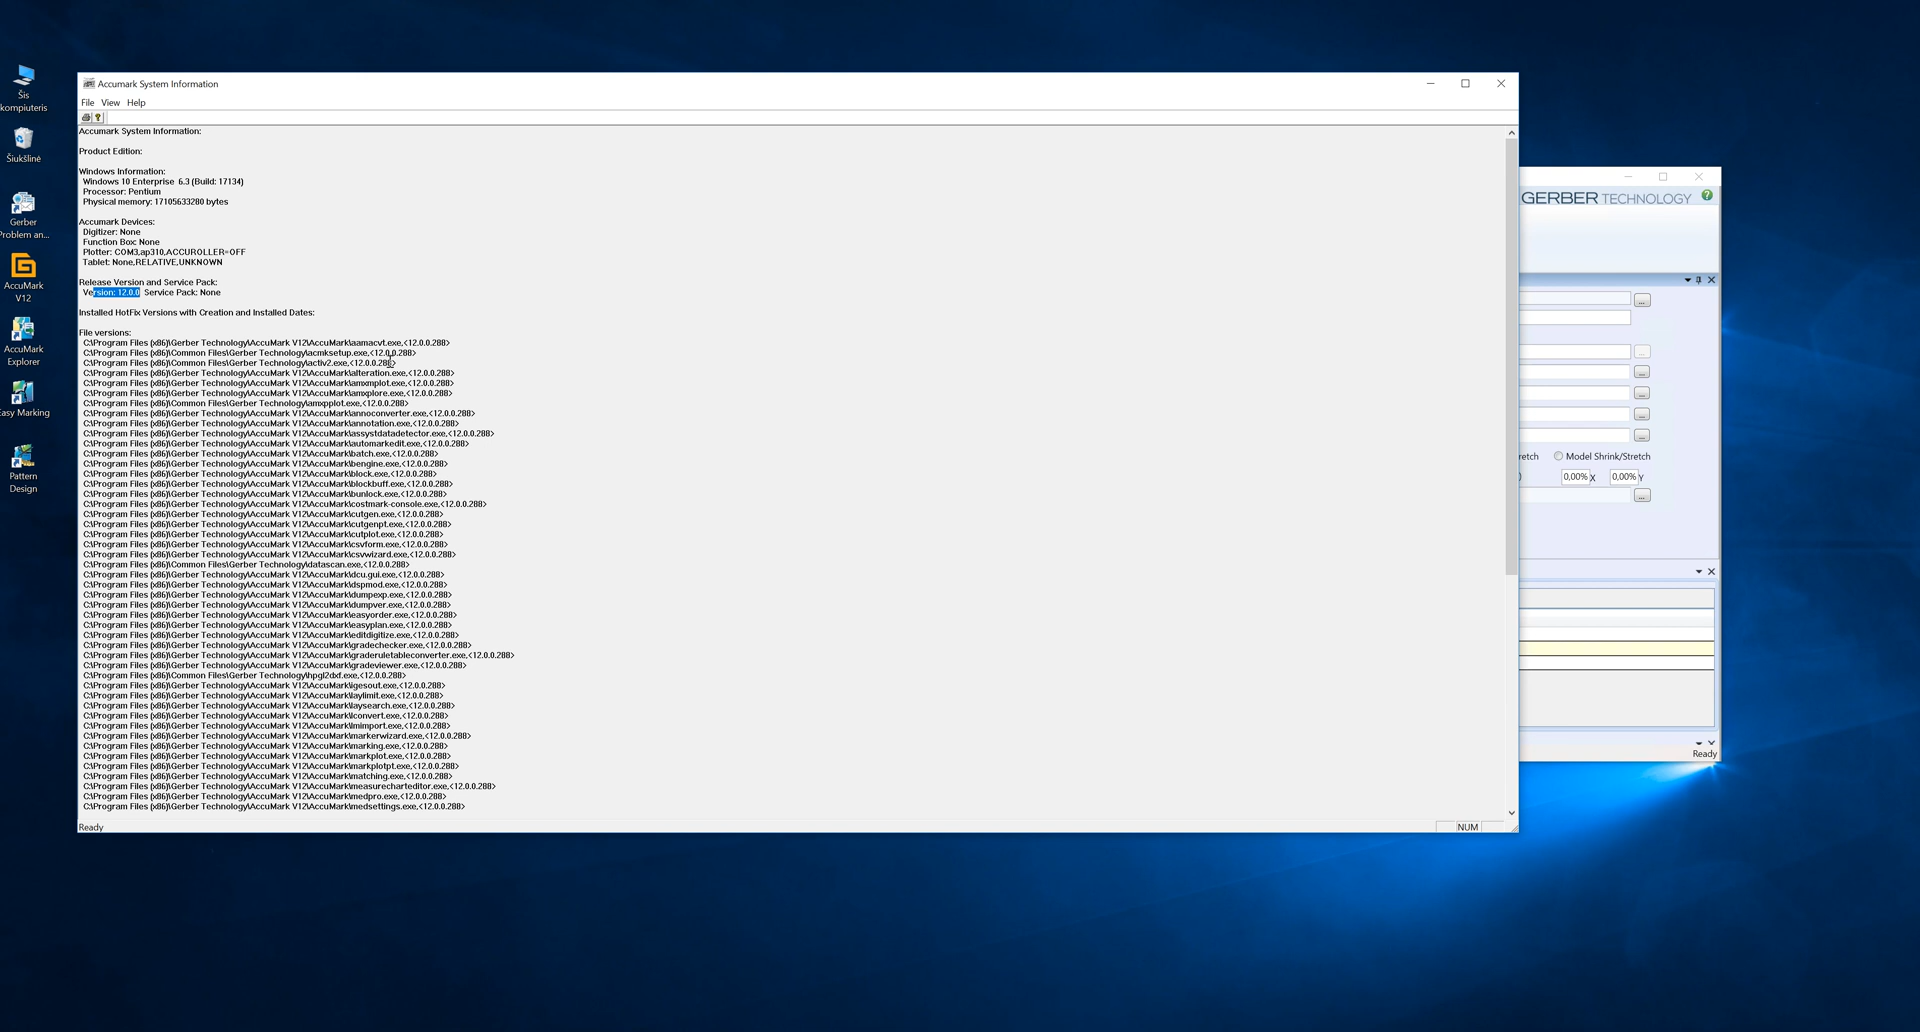 Šis
kompiuteris
Šiukšlinė
Gerber
Problem an...
AccuMark
V12
AccuMark
Explorer
Easy Marking
Pattern
Design
Accumark System Information
File View Help
Accumark System Information:
Product Edition:
Windows Information:
Windows 10 Enterprise 6.3 (Build: 17134)
Processor: Pentium
Physical memory: 17105633280 bytes
Accumark Devices:
Digitizer: None
Function Box: None
Plotter: COM3,ap310,ACCUROLLER=OFF
Tablet: None,RELATIVE,UNKNOWN
Release Version and Service Pack:
Version: 12.0.0 Service Pack: None
Installed HotFix Versions with Creation and Installed Dates:
File versions:
C:\Program Files (x86)\Gerber Technology\AccuMark V12\AccuMark\aamacvt.exe,<12.0.0.288>
C:\Program Files (x86)\Common Files\Gerber Technology\acmksetup.exe,<12.0.0.288>
C:\Program Files (x86)\Common Files\Gerber Technology\activ2.exe,<12.0.0.288>
C:\Program Files (x86)\Gerber Technology\AccuMark V12\AccuMark\alteration.exe,<12.0.0.288>
C:\Program Files (x86)\Gerber Technology\AccuMark V12\AccuMark\amxmplot.exe,<12.0.0.288>
C:\Program Files (x86)\Gerber Technology\AccuMark V12\AccuMark\amxplore.exe,<12.0.0.288>
C:\Program Files (x86)\Common Files\Gerber Technology\amxpplot.exe,<12.0.0.288>
C:\Program Files (x86)\Gerber Technology\AccuMark V12\AccuMark\annoconverter.exe,<12.0.0.288>
C:\Program Files (x86)\Gerber Technology\AccuMark V12\AccuMark\annotation.exe,<12.0.0.288>
C:\Program Files (x86)\Gerber Technology\AccuMark V12\AccuMark\assystdatadetector.exe,<12.0.0.288>
C:\Program Files (x86)\Gerber Technology\AccuMark V12\AccuMark\automarkedit.exe,<12.0.0.288>
C:\Program Files (x86)\Gerber Technology\AccuMark V12\AccuMark\batch.exe,<12.0.0.288>
C:\Program Files (x86)\Gerber Technology\AccuMark V12\AccuMark\bengine.exe,<12.0.0.288>
C:\Program Files (x86)\Gerber Technology\AccuMark V12\AccuMark\block.exe,<12.0.0.288>
C:\Program Files (x86)\Gerber Technology\AccuMark V12\AccuMark\blockbuff.exe,<12.0.0.288>
C:\Program Files (x86)\Gerber Technology\AccuMark V12\AccuMark\bunlock.exe,<12.0.0.288>
C:\Program Files (x86)\Gerber Technology\AccuMark V12\AccuMark\costmark-console.exe,<12.0.0.288>
C:\Program Files (x86)\Gerber Technology\AccuMark V12\AccuMark\cutgen.exe,<12.0.0.288>
C:\Program Files (x86)\Gerber Technology\AccuMark V12\AccuMark\cutgenpt.exe,<12.0.0.288>
C:\Program Files (x86)\Gerber Technology\AccuMark V12\AccuMark\cutplot.exe,<12.0.0.288>
C:\Program Files (x86)\Gerber Technology\AccuMark V12\AccuMark\csvform.exe,<12.0.0.288>
C:\Program Files (x86)\Gerber Technology\AccuMark V12\AccuMark\csvwizard.exe,<12.0.0.288>
C:\Program Files (x86)\Common Files\Gerber Technology\datascan.exe,<12.0.0.288>
C:\Program Files (x86)\Gerber Technology\AccuMark V12\AccuMark\dcu.gui.exe,<12.0.0.288>
C:\Program Files (x86)\Gerber Technology\AccuMark V12\AccuMark\dspmod.exe,<12.0.0.288>
C:\Program Files (x86)\Gerber Technology\AccuMark V12\AccuMark\dumpexp.exe,<12.0.0.288>
C:\Program Files (x86)\Gerber Technology\AccuMark V12\AccuMark\dumpver.exe,<12.0.0.288>
C:\Program Files (x86)\Gerber Technology\AccuMark V12\AccuMark\easyorder.exe,<12.0.0.288>
C:\Program Files (x86)\Gerber Technology\AccuMark V12\AccuMark\easyplan.exe,<12.0.0.288>
C:\Program Files (x86)\Gerber Technology\AccuMark V12\AccuMark\editdigitize.exe,<12.0.0.288>
C:\Program Files (x86)\Gerber Technology\AccuMark V12\AccuMark\gradechecker.exe,<12.0.0.288>
C:\Program Files (x86)\Gerber Technology\AccuMark V12\AccuMark\graderuletableconverter.exe,<12.0.0.288>
C:\Program Files (x86)\Gerber Technology\AccuMark V12\AccuMark\gradeviewer.exe,<12.0.0.288>
C:\Program Files (x86)\Common Files\Gerber Technology\hpgl2dxf.exe,<12.0.0.288>
C:\Program Files (x86)\Gerber Technology\AccuMark V12\AccuMark\igesout.exe,<12.0.0.288>
C:\Program Files (x86)\Gerber Technology\AccuMark V12\AccuMark\laylimit.exe,<12.0.0.288>
C:\Program Files (x86)\Gerber Technology\AccuMark V12\AccuMark\laysearch.exe,<12.0.0.288>
C:\Program Files (x86)\Gerber Technology\AccuMark V12\AccuMark\lconvert.exe,<12.0.0.288>
C:\Program Files (x86)\Gerber Technology\AccuMark V12\AccuMark\lmimport.exe,<12.0.0.288>
C:\Program Files (x86)\Gerber Technology\AccuMark V12\AccuMark\markerwizard.exe,<12.0.0.288>
C:\Program Files (x86)\Gerber Technology\AccuMark V12\AccuMark\marking.exe,<12.0.0.288>
C:\Program Files (x86)\Gerber Technology\AccuMark V12\AccuMark\markplot.exe,<12.0.0.288>
C:\Program Files (x86)\Gerber Technology\AccuMark V12\AccuMark\markplotpt.exe,<12.0.0.288>
C:\Program Files (x86)\Gerber Technology\AccuMark V12\AccuMark\matching.exe,<12.0.0.288>
C:\Program Files (x86)\Gerber Technology\AccuMark V12\AccuMark\measurecharteditor.exe,<12.0.0.288>
C:\Program Files (x86)\Gerber Technology\AccuMark V12\AccuMark\medpro.exe,<12.0.0.288>
C:\Program Files (x86)\Gerber Technology\AccuMark V12\AccuMark\medsettings.exe,<12.0.0.288>
Ready
NUM
GERBER TECHNOLOGY
retch Model Shrink/Stretch
) 0,00% X 0,00% Y
Ready